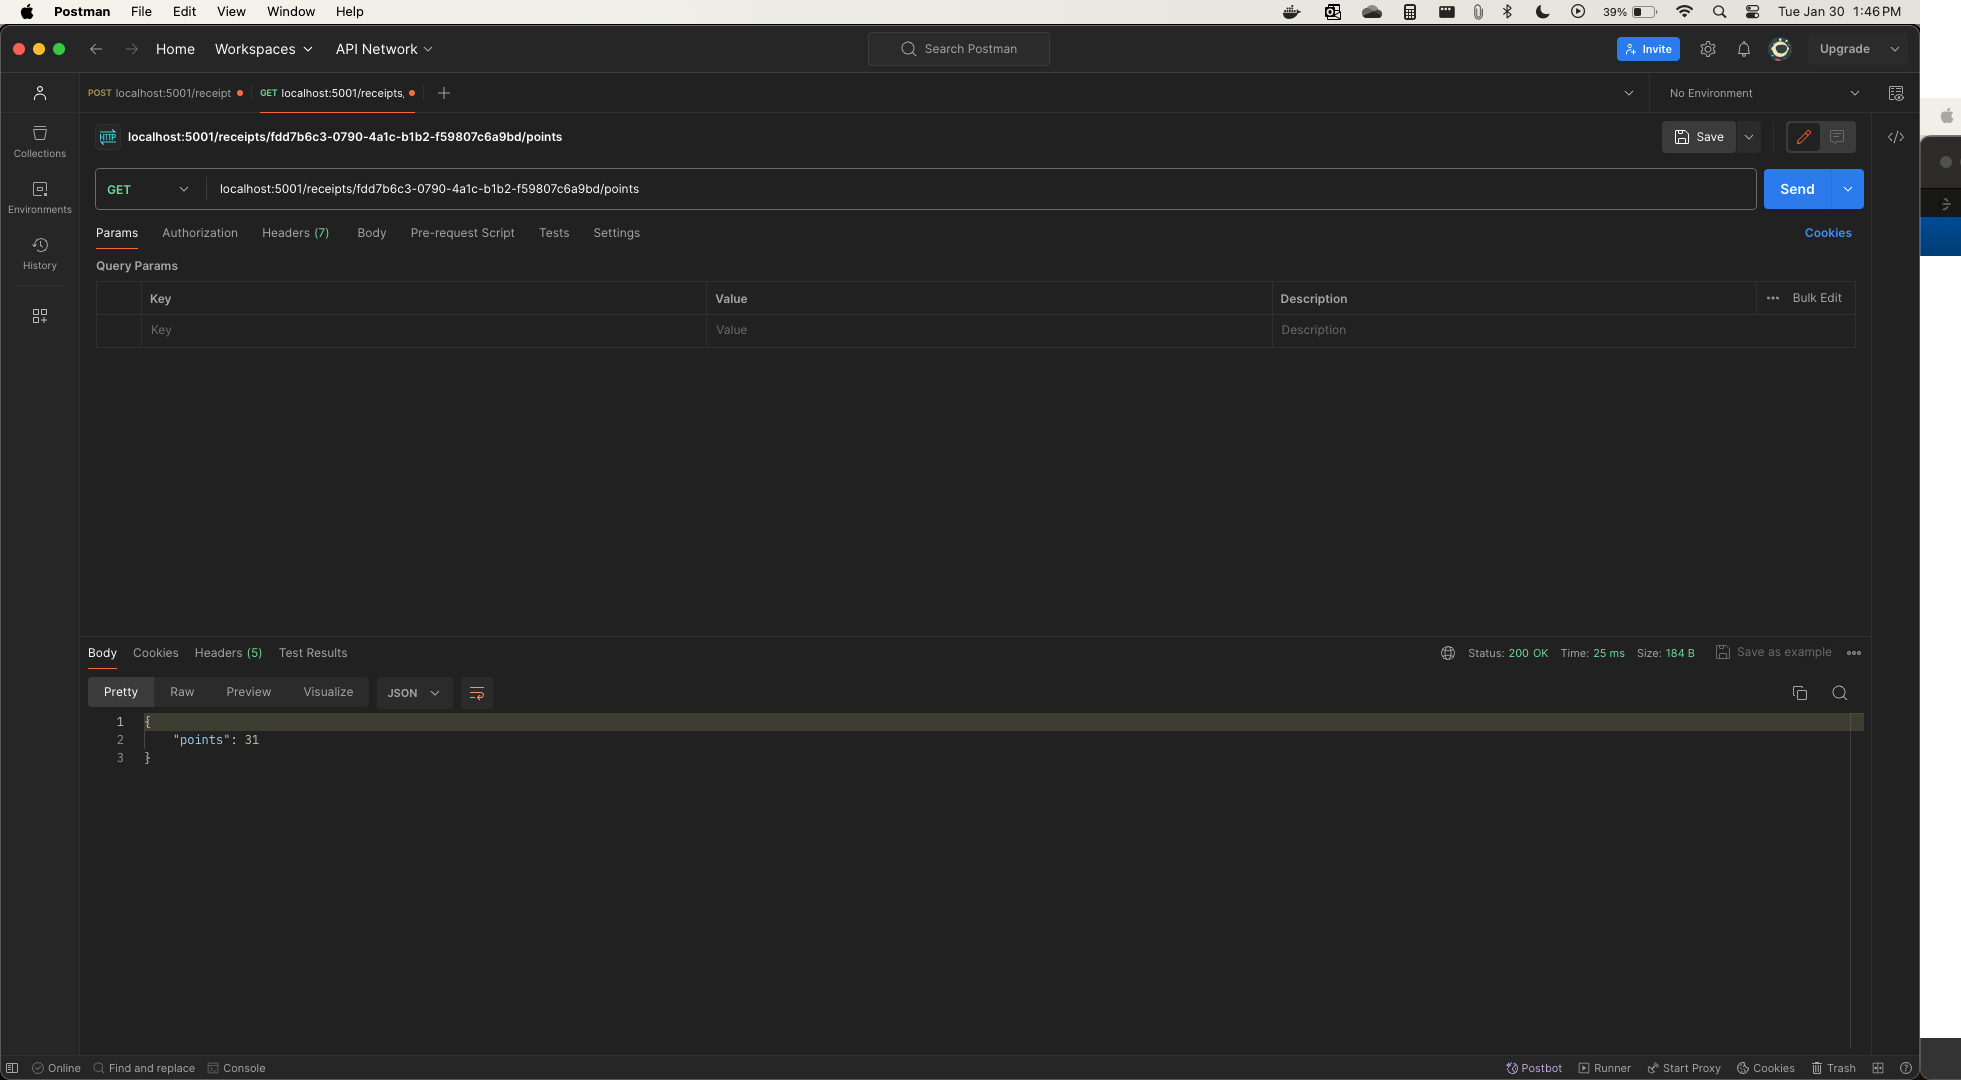 Postman File Edit View Window Help 39% Tue Jan 30 1:46 PM
Home Workspaces API Network Search Postman Invite Upgrade
POST localhost:5001/receipt GET localhost:5001/receipts, No Environment
HTTP localhost:5001/receipts/fdd7b6c3-0790-4a1c-b1b2-f59807c6a9bd/points Save
Collections
GET localhost:5001/receipts/fdd7b6c3-0790-4a1c-b1b2-f59807c6a9bd/points Send
Environments
Params Authorization Headers (7) Body Pre-request Script Tests Settings Cookies
History
Query Params
Key Value Description Bulk Edit
Key Value Description
Body Cookies Headers (5) Test Results Status: 200 OK Time: 25 ms Size: 184 B Save as example
Pretty Raw Preview Visualize JSON
1 {
2 "points": 31
3 }
Online Find and replace Console Postbot Runner Start Proxy Cookies Trash